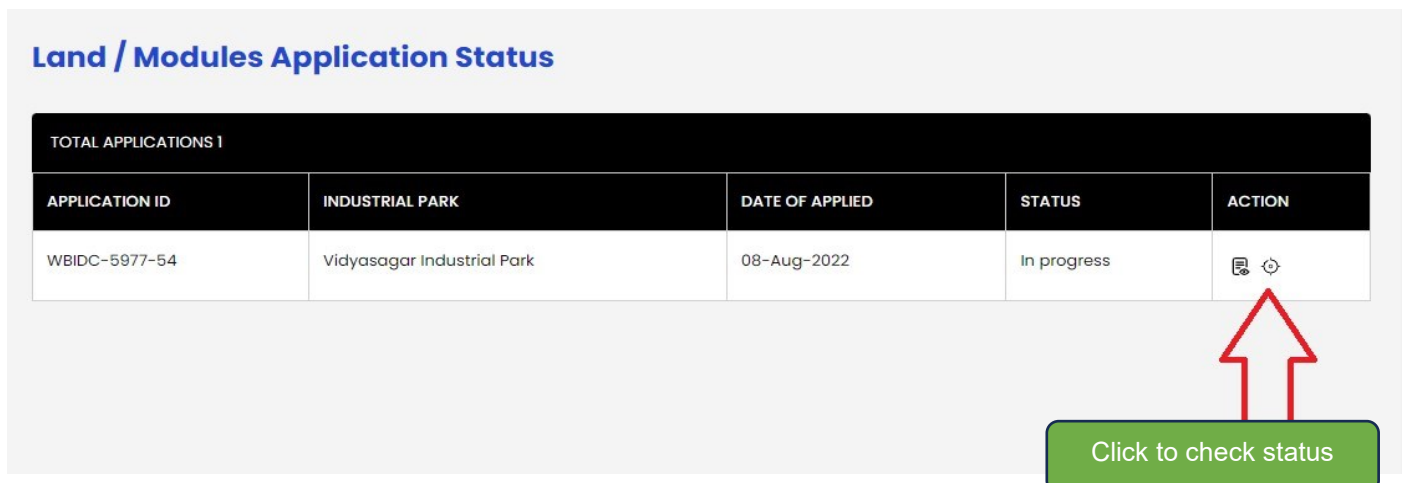 Land / Modules Application Status
TOTAL APPLICATIONS 1
APPLICATION ID INDUSTRIAL PARK DATE OF APPLIED STATUS ACTION
WBIDC-5977-54 Vidyasagar Industrial Park 08-Aug-2022 In progress
Click to check status